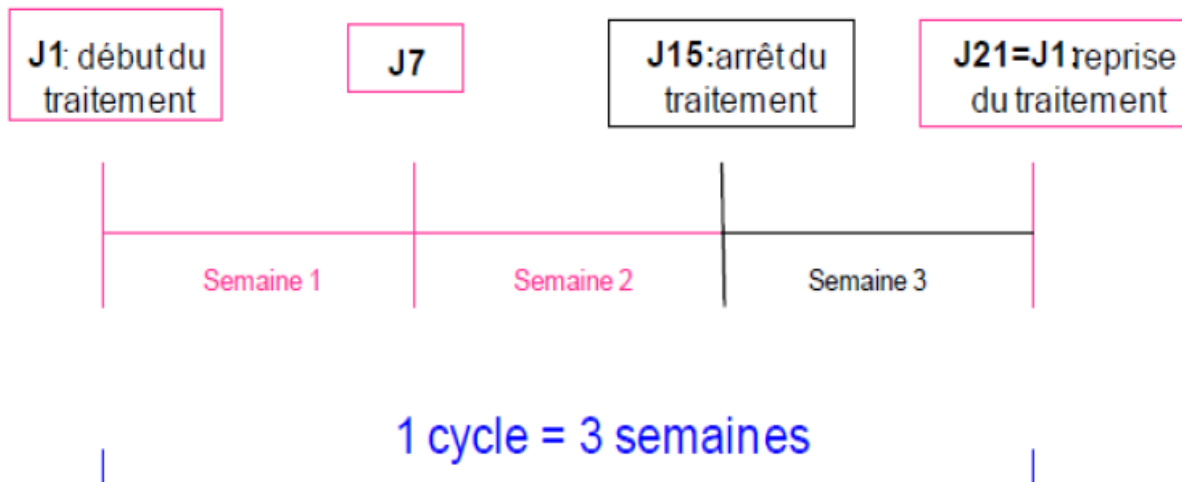 J1: début du
traitement
J7
J15:arrêt du
traitement
J21=J1:reprise
du traitement
Semaine 1
Semaine 2
Semaine 3
1 cycle = 3 semaines